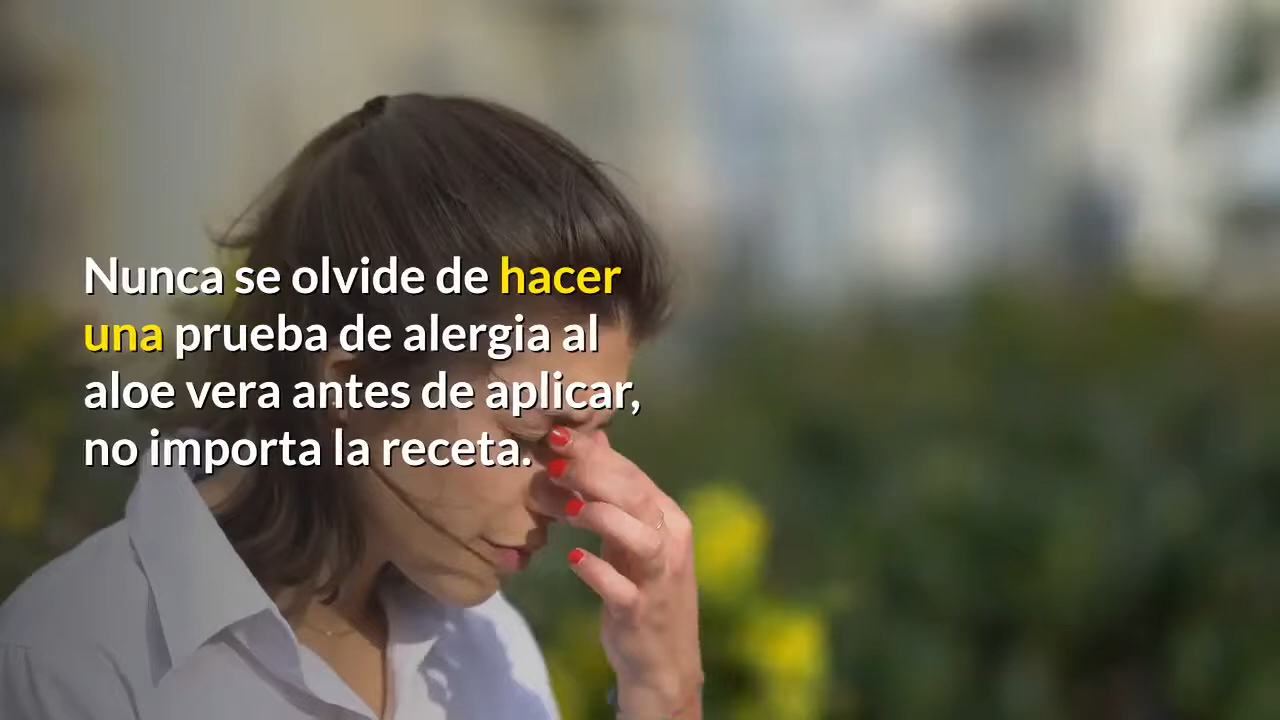 Nunca se olvide de hacer
una prueba de alergia al
aloe vera antes de aplicar,
no importa la receta.